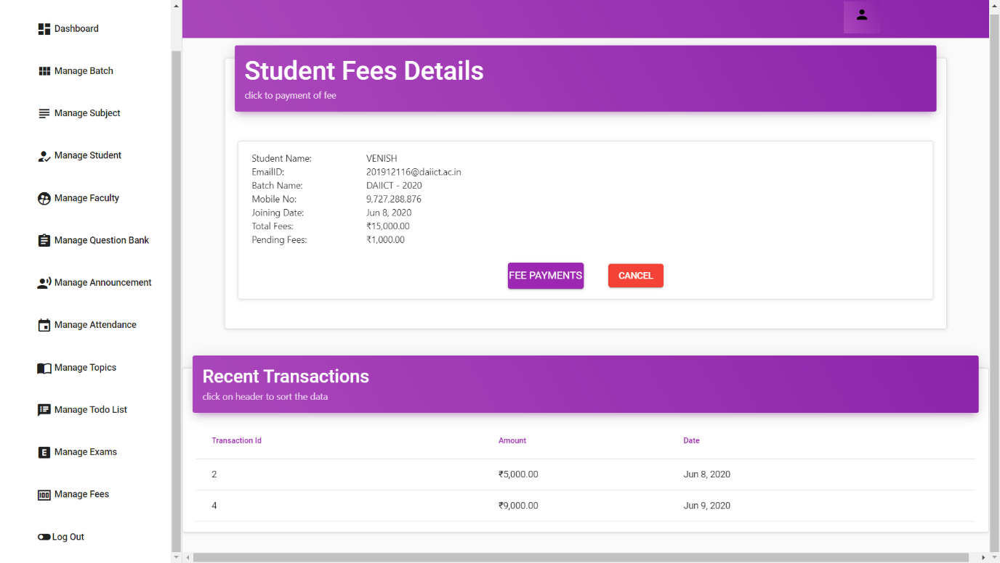 Dashboard
Manage Batch
Manage Subject
Manage Student
Manage Faculty
Manage Question Bank
Manage Announcement
Manage Attendance
Manage Topics
Manage Todo List
E Manage Exams
Manage Fees
Log Out
Student Fees Details
click to payment of fee
Student Name: VENISH
EmailID: 201912116@daiict.ac.in
Batch Name: DAIICT - 2020
Mobile No: 9,727,288,876
Joining Date: Jun 8, 2020
Total Fees: ₹15,000.00
Pending Fees: ₹1,000.00
FEE PAYMENTS CANCEL
Recent Transactions
click on header to sort the data
Transaction Id Amount Date
2 ₹5,000.00 Jun 8, 2020
4 ₹9,000.00 Jun 9, 2020